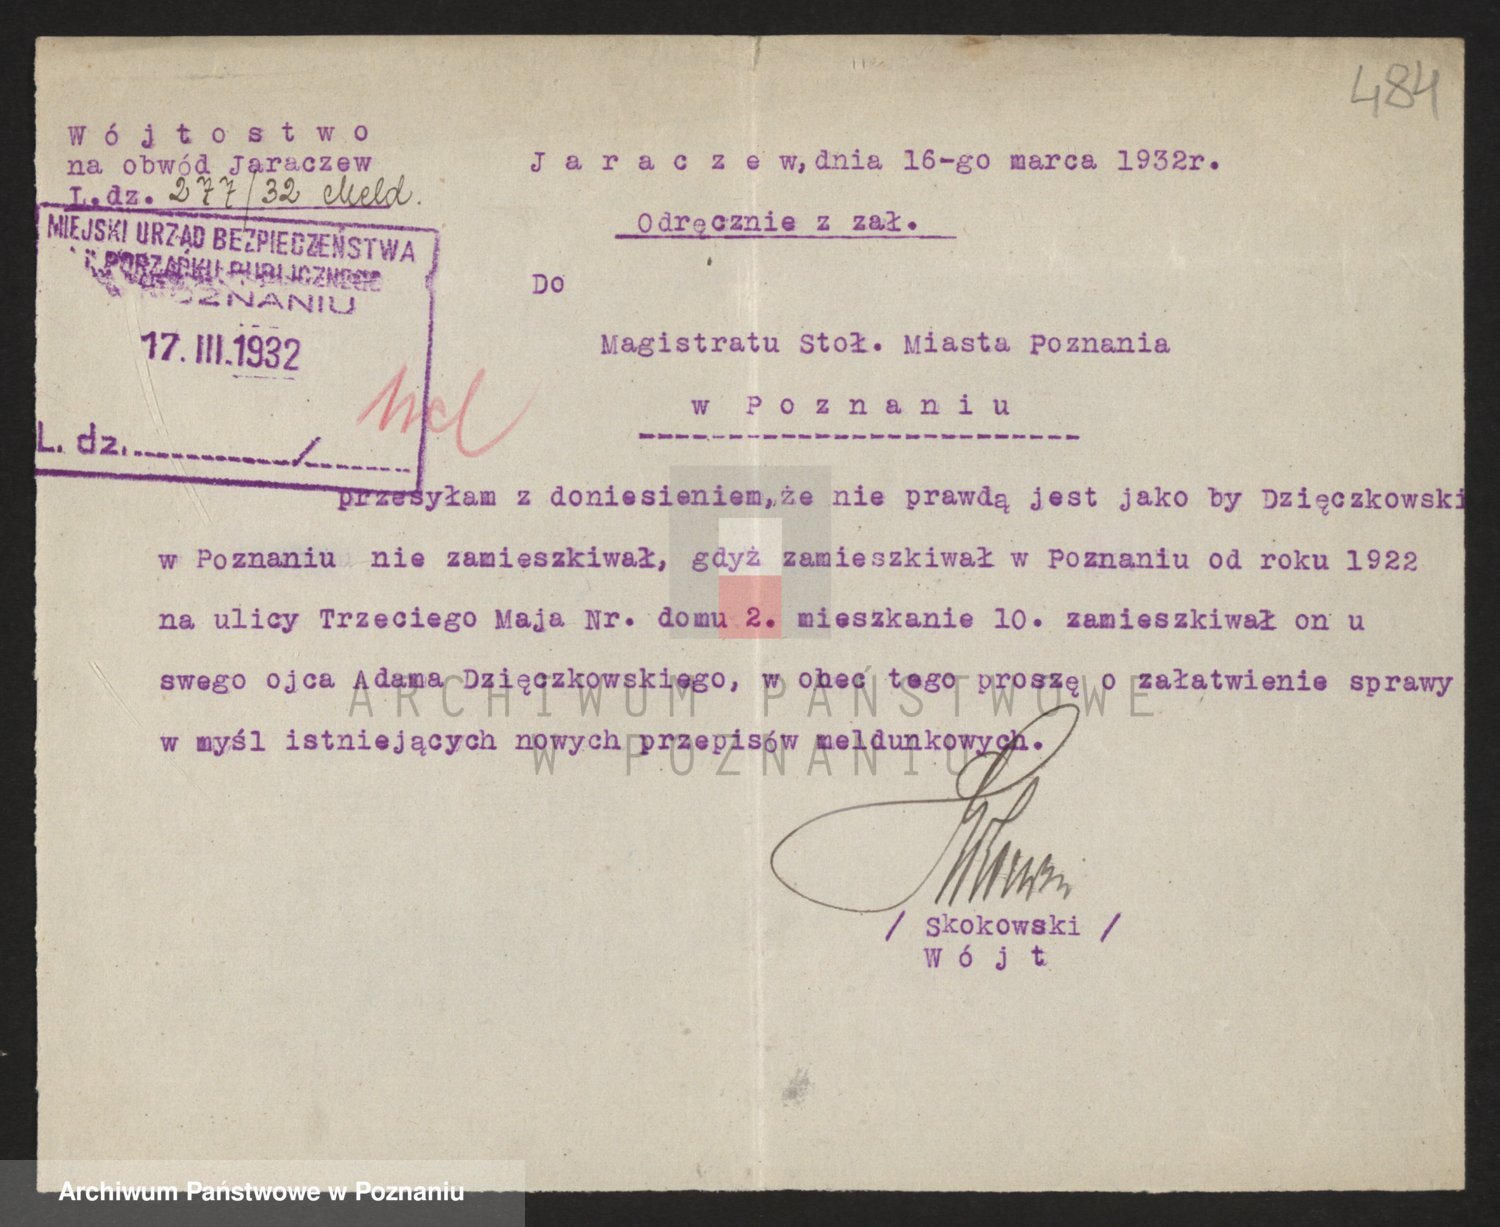 484
W ó j t o s t w o
na obwód Jaraczew
L.dz. 277/32 Meld.
J a r a c z e w, dnia 16-go marca 1932r.
Odręcznie z zał.
MIEJSKI URZĄD BEZPIECZEŃSTWA
I PORZĄDKU PUBLICZNEGO
POZNANIU
17. III. 1932
L. dz. /
Do
Magistratu Stoł. Miasta Poznania
w P o z n a n i u
przesyłam z doniesieniem,że nie prawdą jest jako by Dzięczkowski
w Poznaniu nie zamieszkiwał, gdyż zamieszkiwał w Poznaniu od roku 1922
na ulicy Trzeciego Maja Nr. domu 2. mieszkanie 10. zamieszkiwał on u
swego ojca Adama Dzięczkowskiego, w obec tego proszę o załatwienie sprawy
w myśl istniejących nowych przepisów meldunkowych.
ARCHIWUM PAŃSTWOWE
W POZNANIU
/ Skokowski /
W ó j t
Archiwum Państwowe w Poznaniu